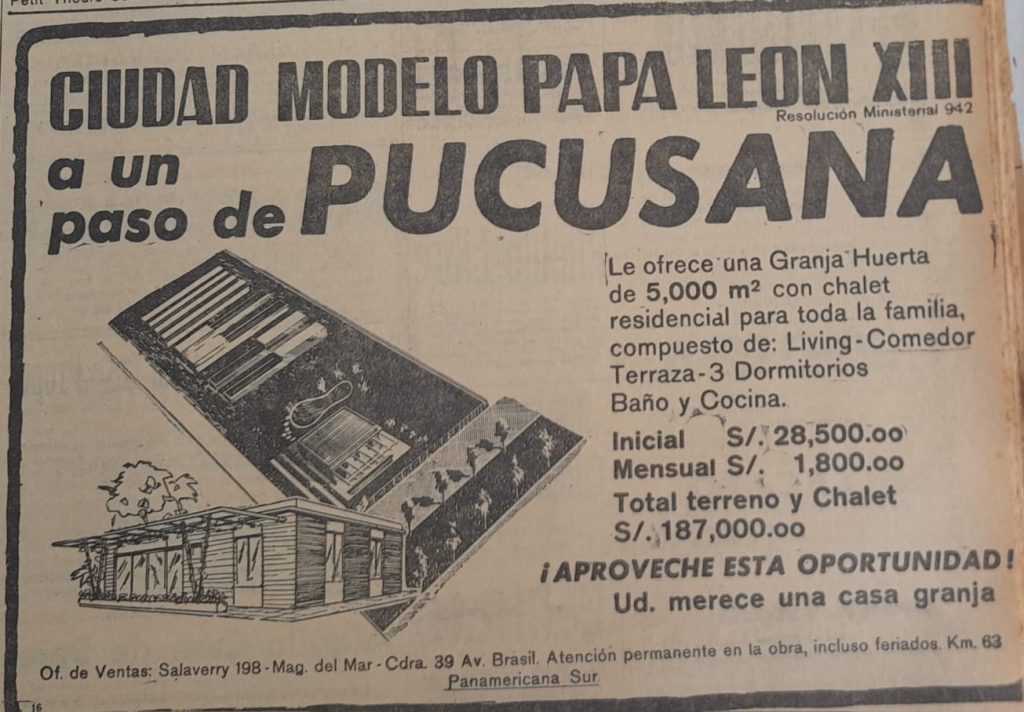 CIUDAD MODELO PAPA LEON XIII
Resolución Ministerial 942
a un
paso de PUCUSANA
Le ofrece una Granja Huerta
de 5,000 m² con chalet
residencial para toda la familia,
compuesto de: Living-Comedor
Terraza-3 Dormitorios
Baño y Cocina.
Inicial S/. 28,500.oo
Mensual S/. 1,800.oo
Total terreno y Chalet
S/. 187,000.oo
¡APROVECHE ESTA OPORTUNIDAD!
Ud. merece una casa granja
Of. de Ventas: Salaverry 198-Mag. del Mar-Cdra. 39 Av. Brasil. Atención permanente en la obra, incluso feriados. Km. 63
Panamericana Sur.
16